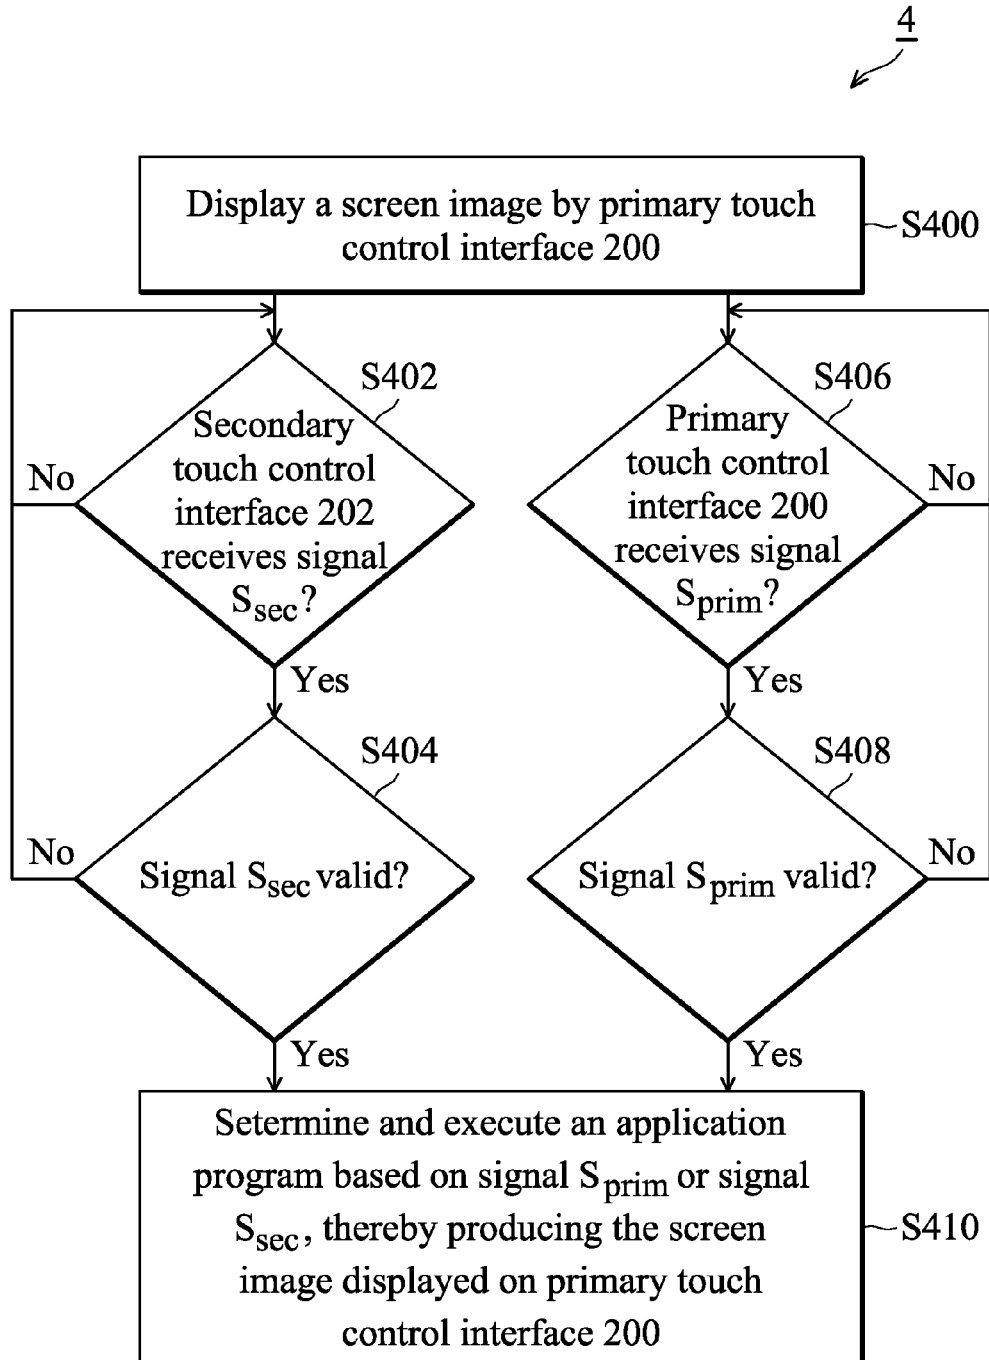 4
Display a screen image by primary touch
control interface 200
S400
S402
Secondary
touch control
interface 202
receives signal
Ssec?
No
Yes
S406
Primary
touch control
interface 200
receives signal
Sprim?
No
Yes
S404
Signal Ssec valid?
No
Yes
S408
Signal Sprim valid?
No
Yes
Setermine and execute an application
program based on signal Sprim or signal
Ssec, thereby producing the screen
image displayed on primary touch
control interface 200
S410